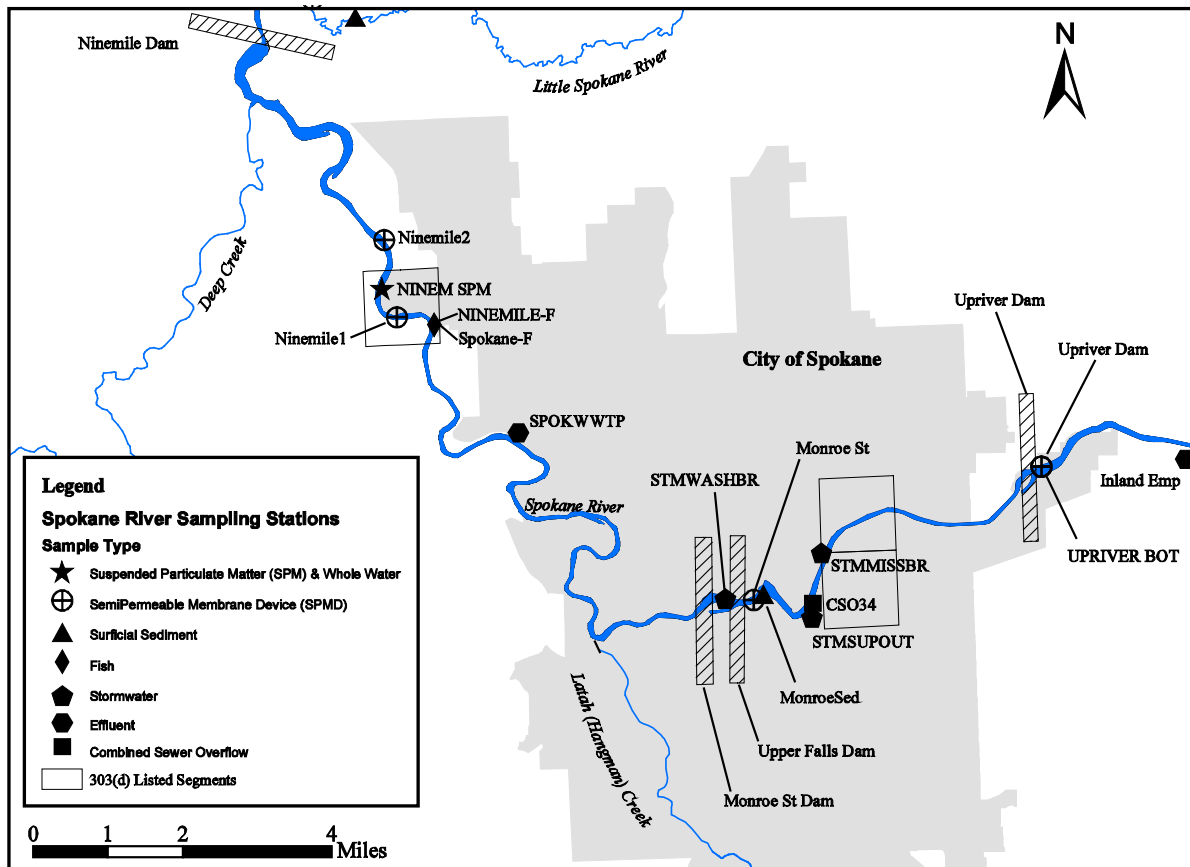 Ninemile Dam
Little Spokane River
N
Deep Creek
Ninemile2
NINEM SPM
NINEMILE-F
Ninemile1
Spokane-F
Upriver Dam
Upriver Dam
City of Spokane
SPOKWWTP
Monroe St
STMWASHBR
Inland Emp
Spokane River
UPRIVER BOT
STMMISSBR
CSO34
STMSUPOUT
MonroeSed
Upper Falls Dam
Monroe St Dam
Latah (Hangman) Creek
Legend
Spokane River Sampling Stations
Sample Type
Suspended Particulate Matter (SPM) & Whole Water
SemiPermeable Membrane Device (SPMD)
Surficial Sediment
Fish
Stormwater
Effluent
Combined Sewer Overflow
303(d) Listed Segments
0 1 2 4
Miles